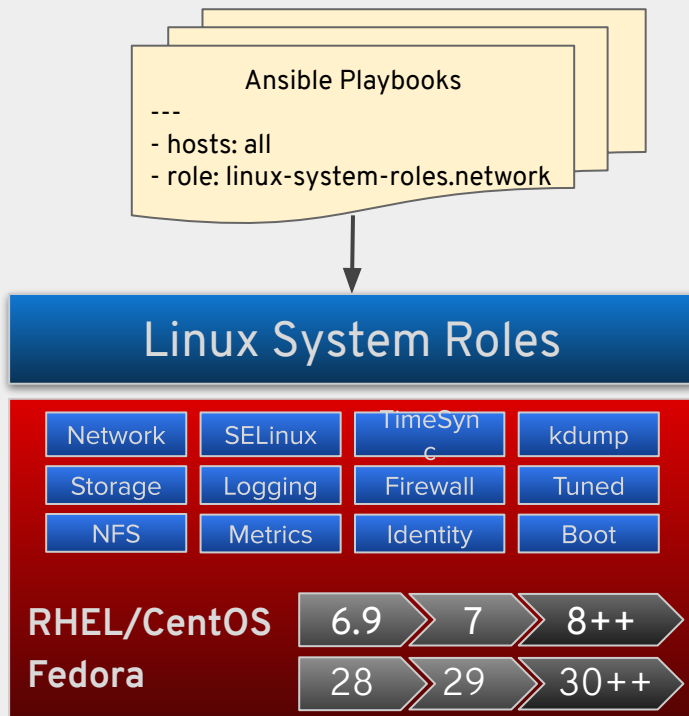 Ansible Playbooks
---
- hosts: all
- role: linux-system-roles.network
Linux System Roles
Network SELinux TimeSyn
c kdump
Storage Logging Firewall Tuned
NFS Metrics Identity Boot
RHEL/CentOS 6.9 7 8++
Fedora 28 29 30++